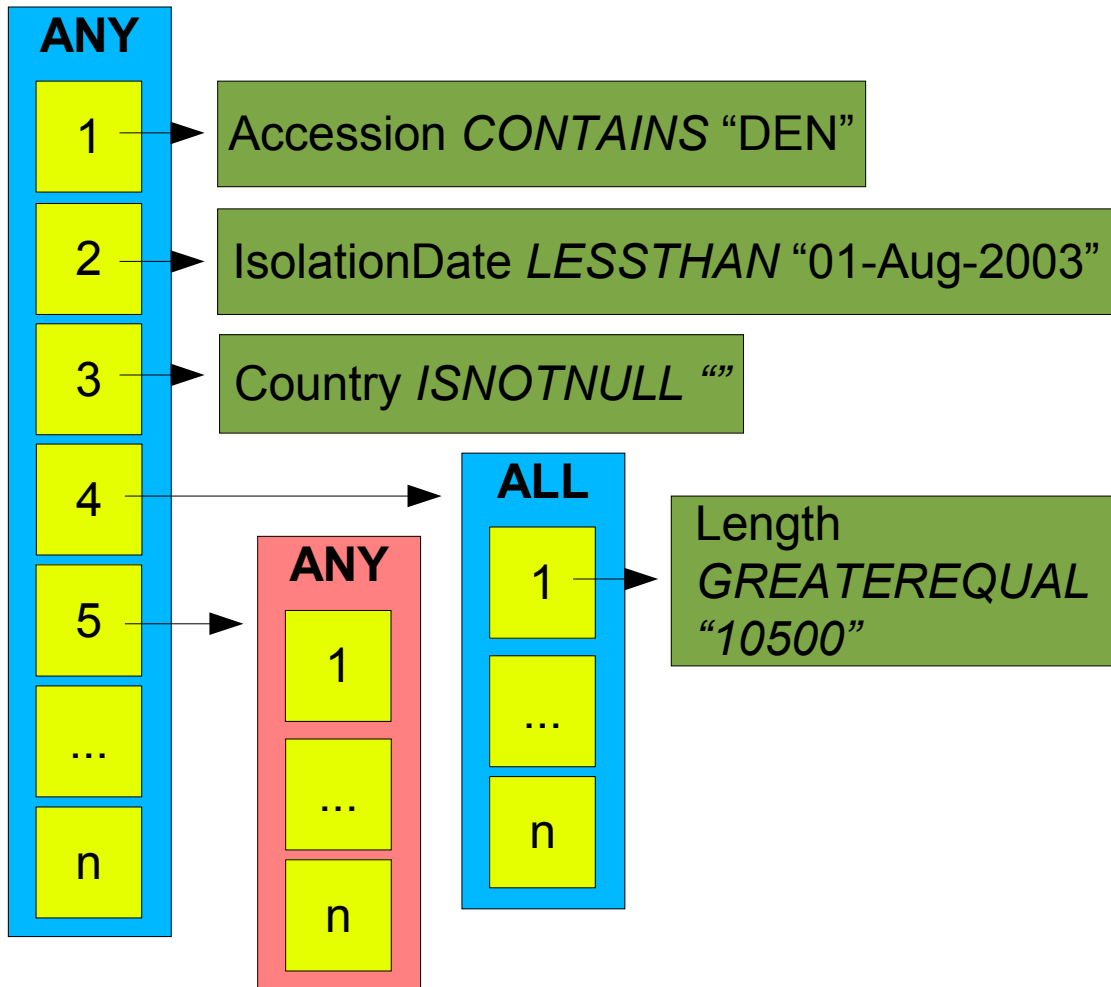 ANY
1
Accession CONTAINS “DEN”
2
IsolationDate LESSTHAN “01-Aug-2003”
3
Country ISNOTNULL “”
4
5
...
n
ANY
1
...
n
ALL
1
...
n
Length
GREATEREQUAL
“10500”